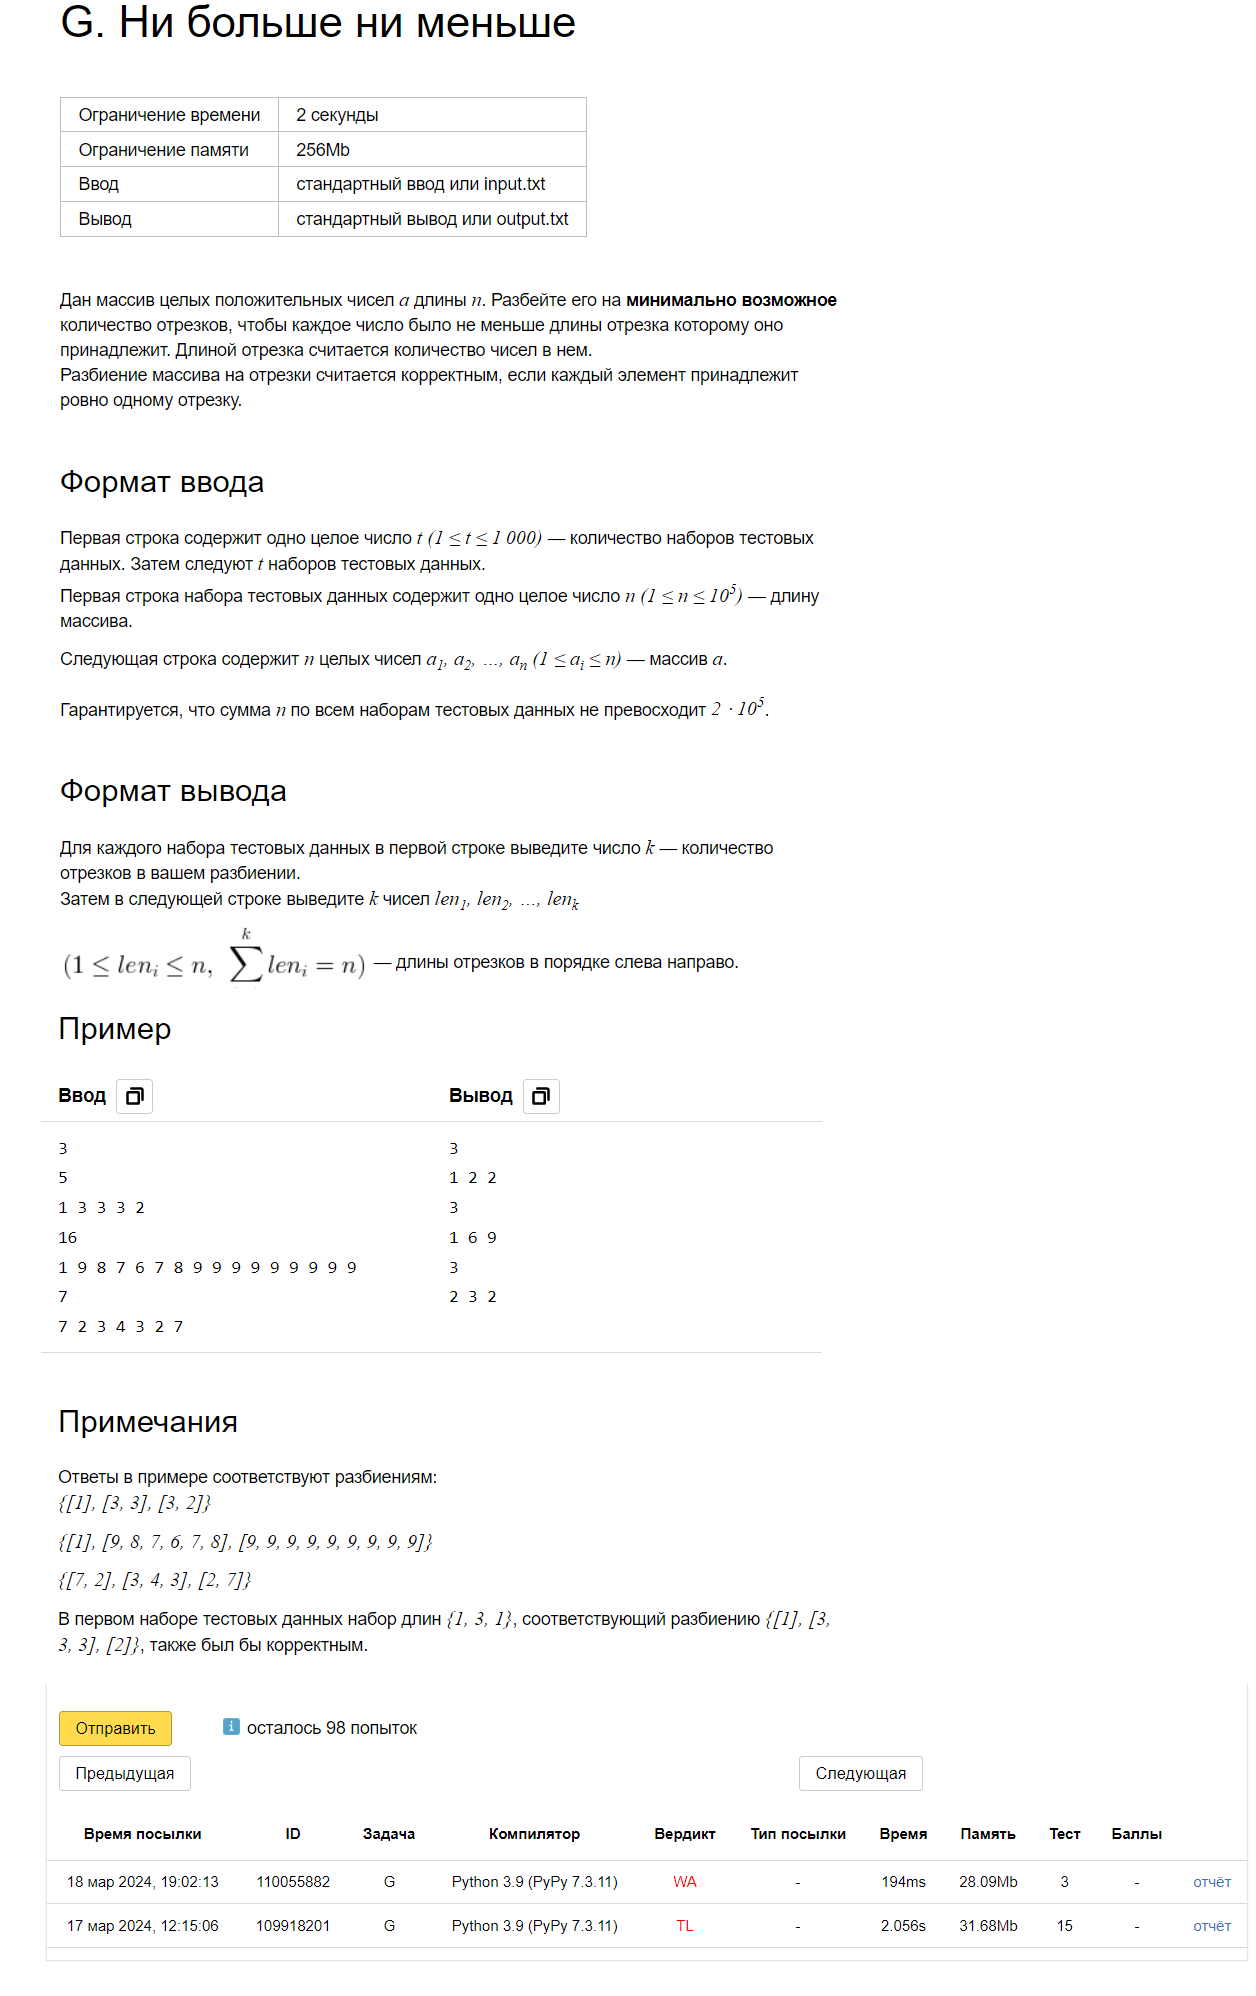 G. Ни больше ни меньше
Ограничение времени 2 секунды
Ограничение памяти 256Mb
Ввод стандартный ввод или input.txt
Вывод стандартный вывод или output.txt
Дан массив целых положительных чисел a длины n. Разбейте его на минимально возможное
количество отрезков, чтобы каждое число было не меньше длины отрезка которому оно
принадлежит. Длиной отрезка считается количество чисел в нем.
Разбиение массива на отрезки считается корректным, если каждый элемент принадлежит
ровно одному отрезку.
Формат ввода
Первая строка содержит одно целое число t (1 ≤ t ≤ 1 000) — количество наборов тестовых
данных. Затем следуют t наборов тестовых данных.
Первая строка набора тестовых данных содержит одно целое число n (1 ≤ n ≤ 10^5) — длину
массива.
Следующая строка содержит n целых чисел a_1, a_2, ..., a_n (1 ≤ a_i ≤ n) — массив a.
Гарантируется, что сумма n по всем наборам тестовых данных не превосходит 2 · 10^5.
Формат вывода
Для каждого набора тестовых данных в первой строке выведите число k — количество
отрезков в вашем разбиении.
Затем в следующей строке выведите k чисел len_1, len_2, ..., len_k
(1 ≤ len_i ≤ n, ∑^k len_i = n) — длины отрезков в порядке слева направо.
Пример
Ввод Вывод
3 3
5 1 2 2
1 3 3 3 2 3
16 1 6 9
1 9 8 7 6 7 8 9 9 9 9 9 9 9 9 9 3
7 2 3 2
7 2 3 4 3 2 7
Примечания
Ответы в примере соответствуют разбиениям:
{[1], [3, 3], [3, 2]}
{[1], [9, 8, 7, 6, 7, 8], [9, 9, 9, 9, 9, 9, 9, 9, 9]}
{[7, 2], [3, 4, 3], [2, 7]}
В первом наборе тестовых данных набор длин {1, 3, 1}, соответствующий разбиению {[1], [3,
3, 3], [2]}, также был бы корректным.
Отправить i осталось 98 попыток
Предыдущая Следующая
Время посылки ID Задача Компилятор Вердикт Тип посылки Время Память Тест Баллы
18 мар 2024, 19:02:13 110055882 G Python 3.9 (PyPy 7.3.11) WA - 194ms 28.09Mb 3 - отчёт
17 мар 2024, 12:15:06 109918201 G Python 3.9 (PyPy 7.3.11) TL - 2.056s 31.68Mb 15 - отчёт